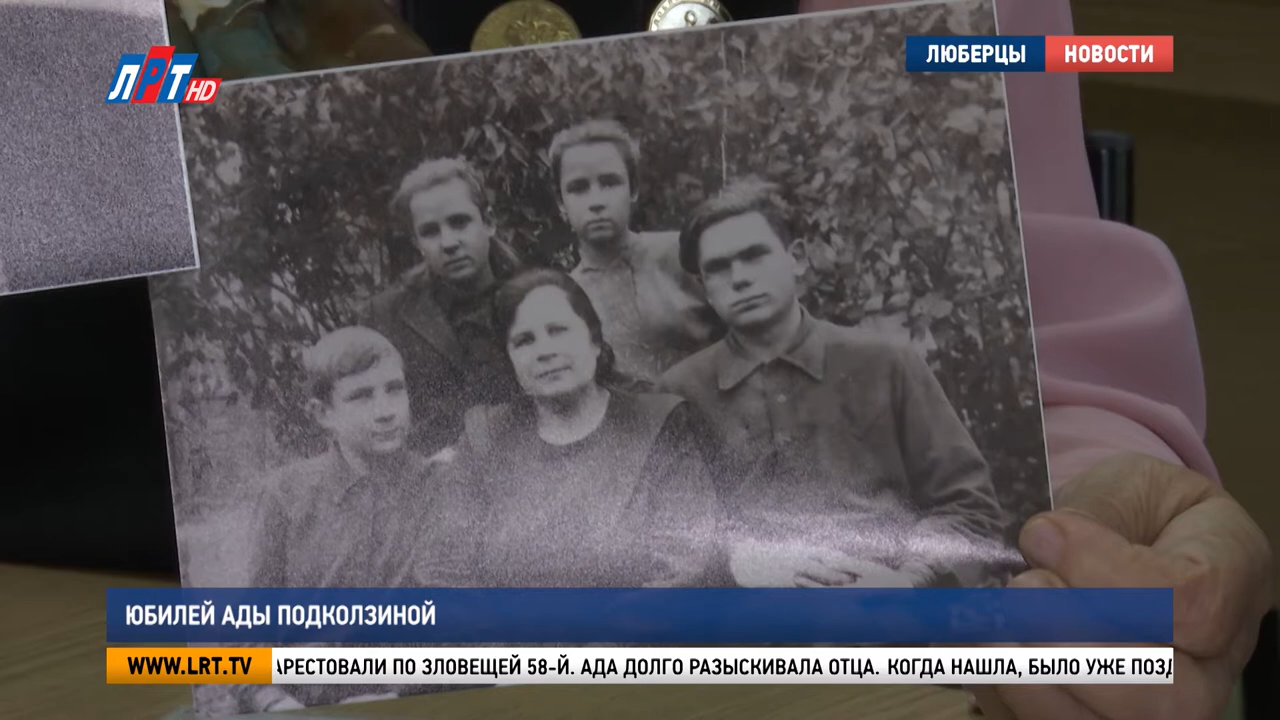 ЛРТ HD
ЛЮБЕРЦЫ НОВОСТИ
ЮБИЛЕЙ АДЫ ПОДКОЛЗИНОЙ
WWW.LRT.TV АРЕСТОВАЛИ ПО ЗЛОВЕЩЕЙ 58-Й. АДА ДОЛГО РАЗЫСКИВАЛА ОТЦА. КОГДА НАШЛА, БЫЛО УЖЕ ПОЗД